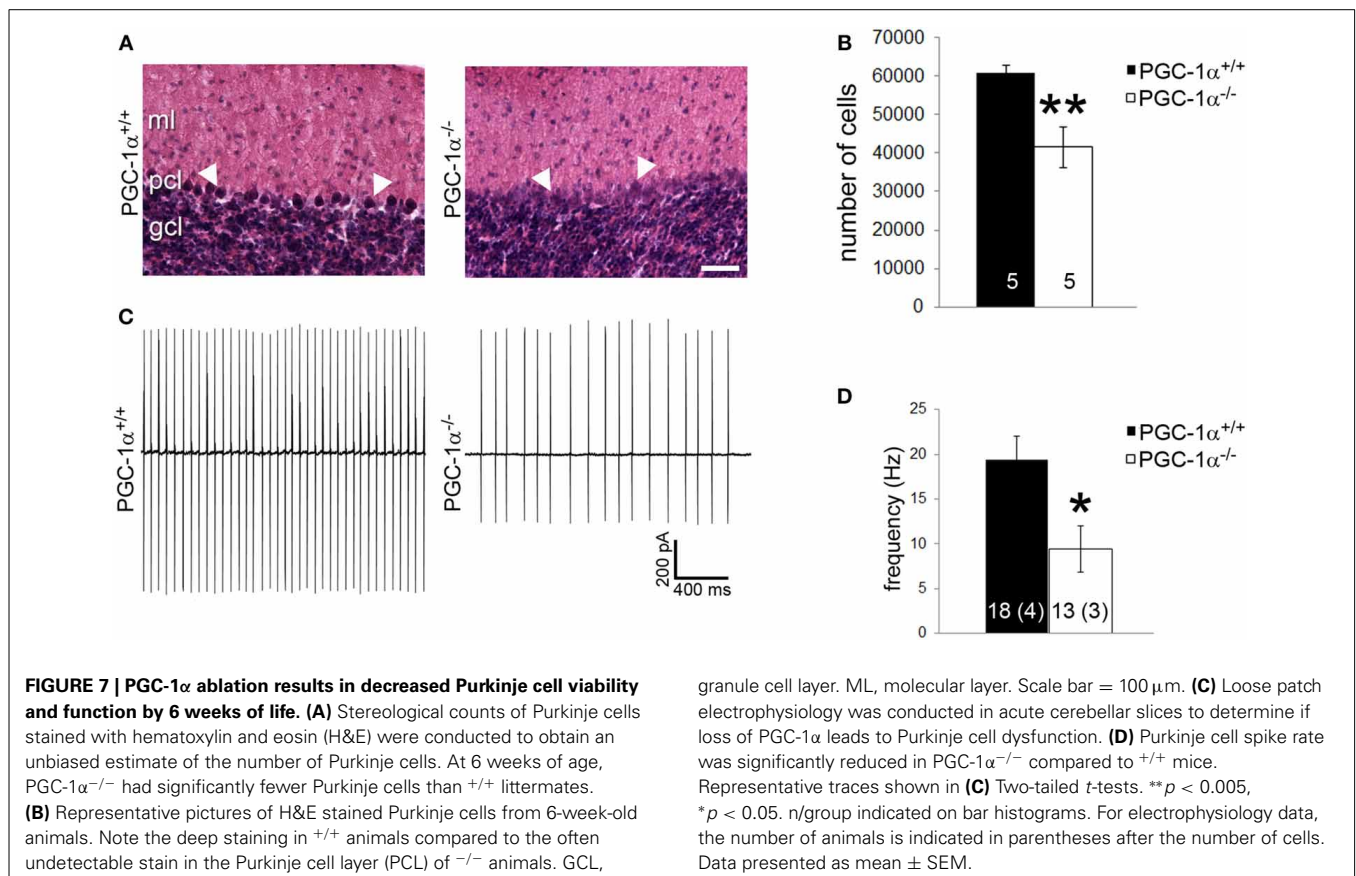 A
PGC-1α+/+
ml
pcl
gcl
PGC-1α-/-
B
70000
60000
50000
40000
30000
20000
10000
0
number of cells
**
5
5
PGC-1α+/+
PGC-1α-/-
C
PGC-1α+/+
PGC-1α-/-
200 pA
400 ms
D
25
20
15
10
5
0
frequency (Hz)
*
18 (4)
13 (3)
PGC-1α+/+
PGC-1α-/-
FIGURE 7 | PGC-1α ablation results in decreased Purkinje cell viability
and function by 6 weeks of life. (A) Stereological counts of Purkinje cells
stained with hematoxylin and eosin (H&E) were conducted to obtain an
unbiased estimate of the number of Purkinje cells. At 6 weeks of age,
PGC-1α−/− had significantly fewer Purkinje cells than +/+ littermates.
(B) Representative pictures of H&E stained Purkinje cells from 6-week-old
animals. Note the deep staining in +/+ animals compared to the often
undetectable stain in the Purkinje cell layer (PCL) of −/− animals. GCL,
granule cell layer. ML, molecular layer. Scale bar = 100 μm. (C) Loose patch
electrophysiology was conducted in acute cerebellar slices to determine if
loss of PGC-1α leads to Purkinje cell dysfunction. (D) Purkinje cell spike rate
was significantly reduced in PGC-1α−/− compared to +/+ mice.
Representative traces shown in (C) Two-tailed t-tests. **p < 0.005,
*p < 0.05. n/group indicated on bar histograms. For electrophysiology data,
the number of animals is indicated in parentheses after the number of cells.
Data presented as mean ± SEM.